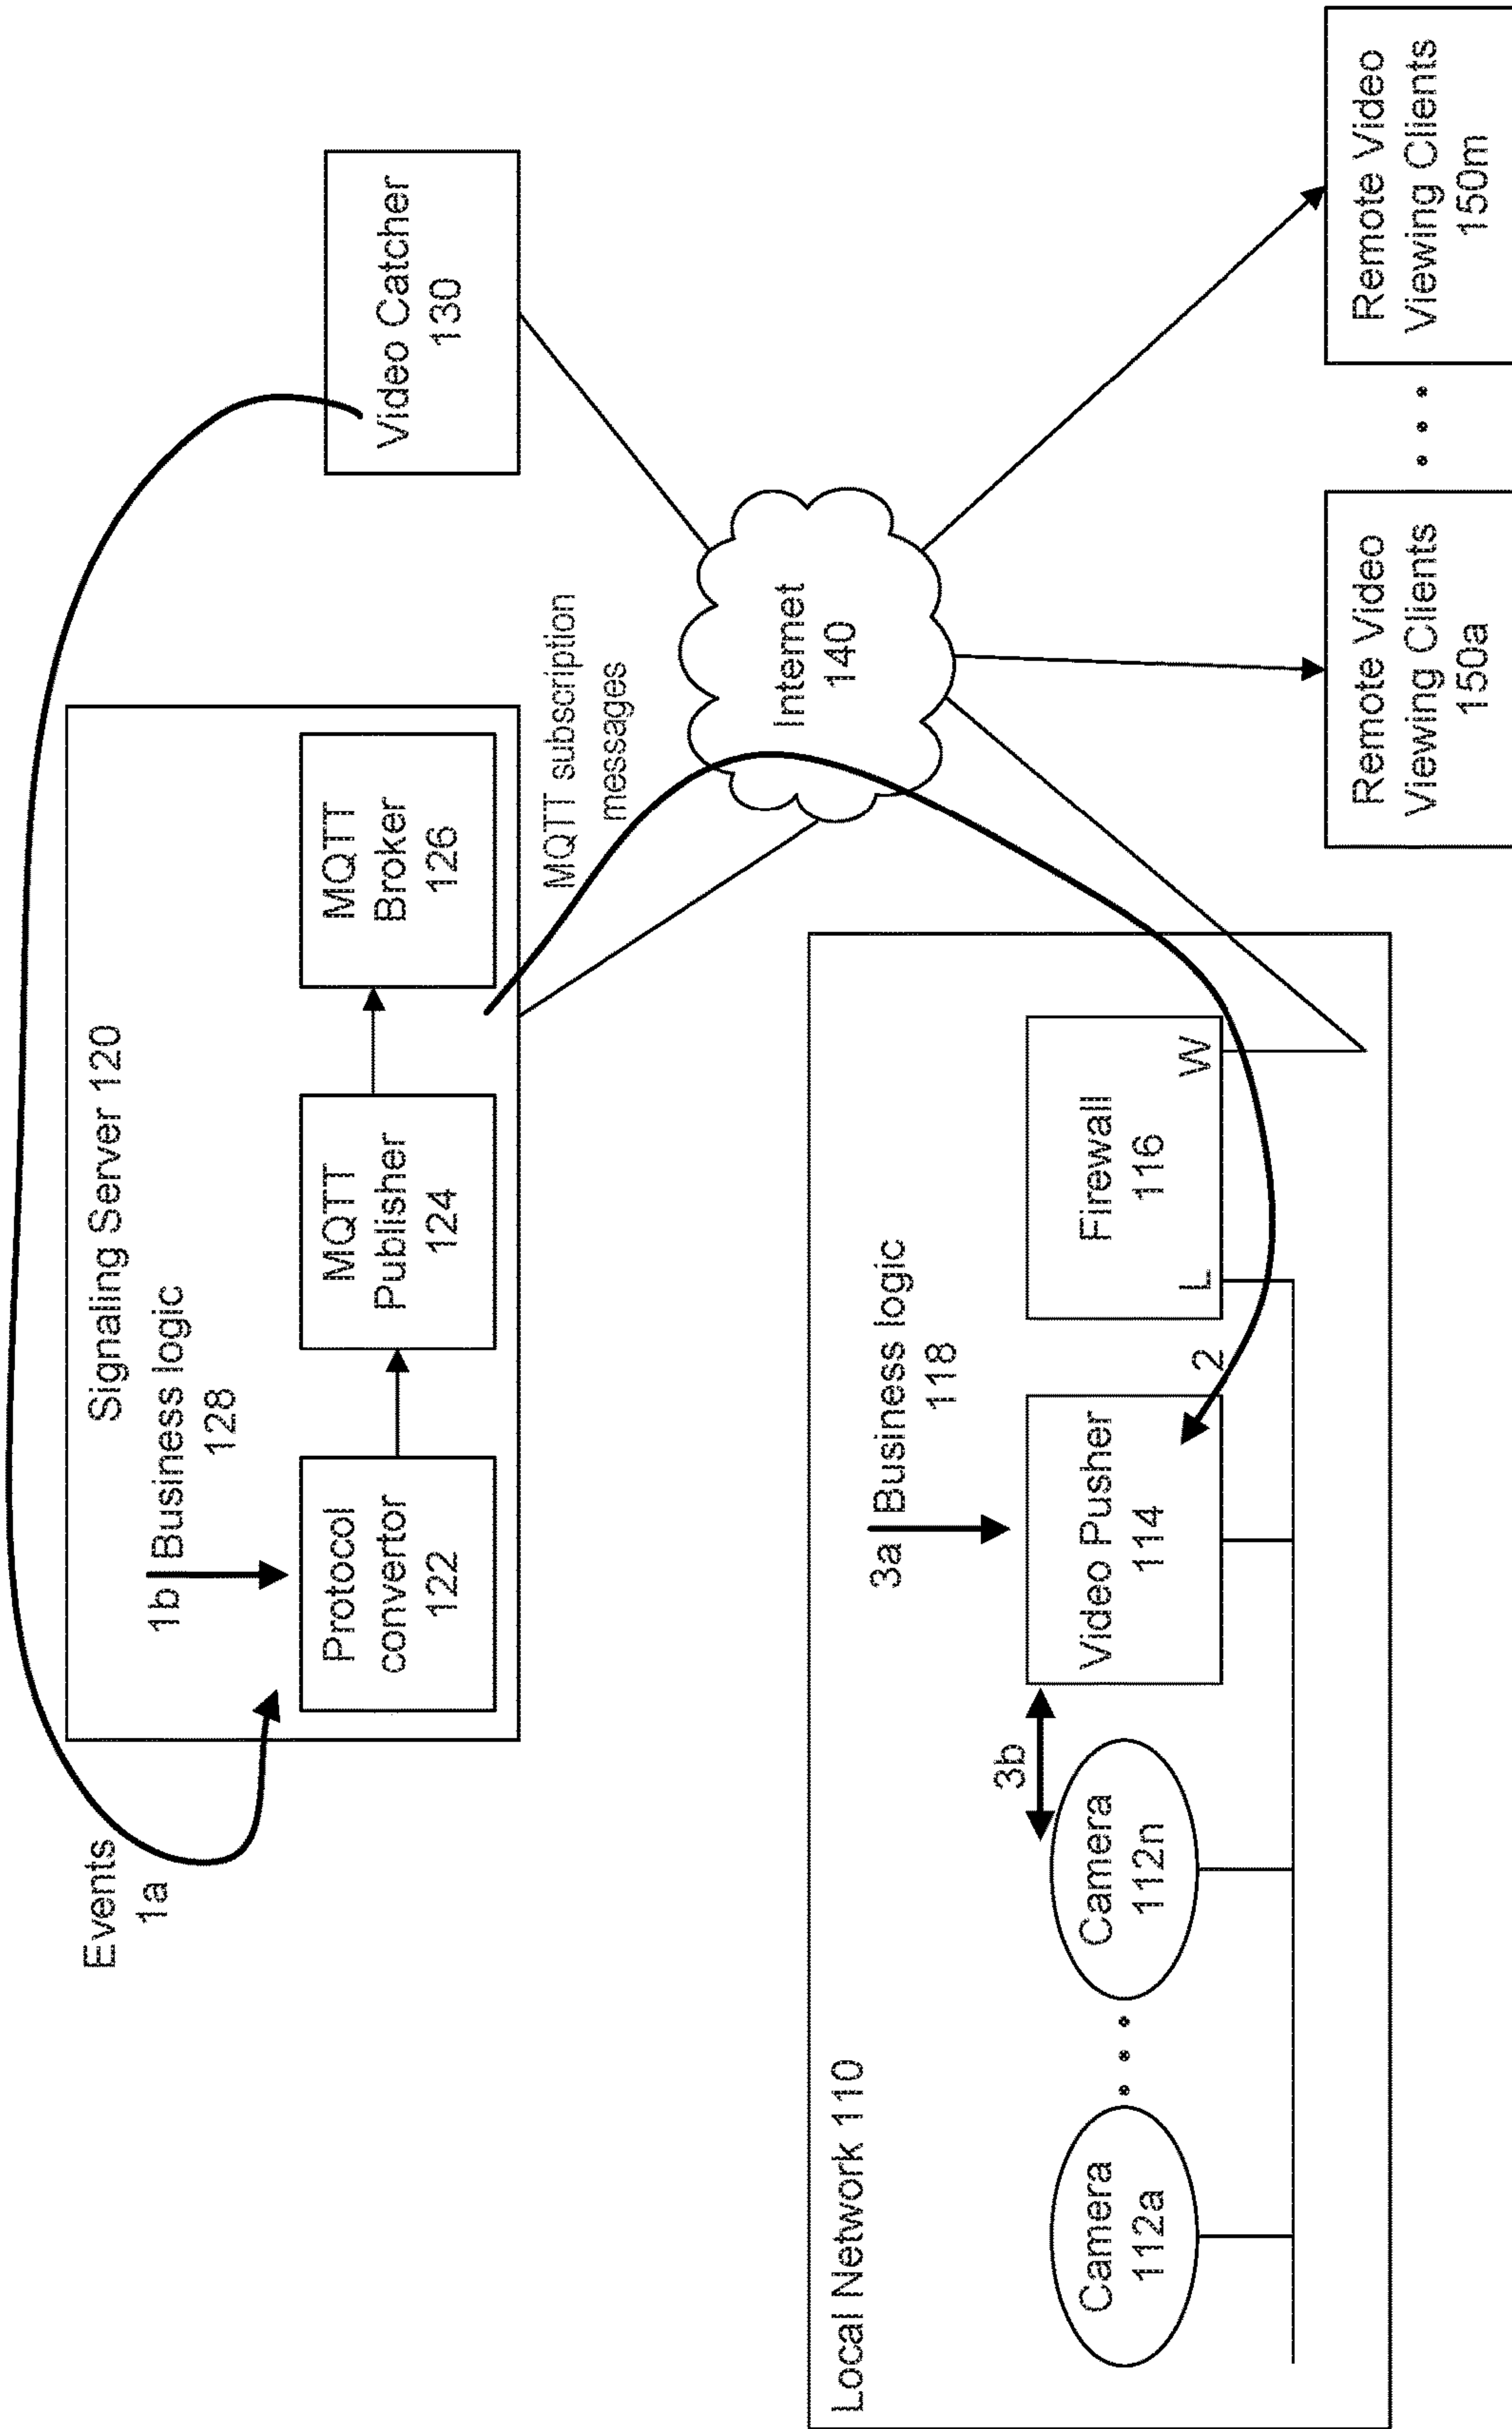 Events
1a
Signaling Server 120
1b Business logic
128
Protocol
convertor
122
MQTT
Publisher
124
MQTT
Broker
126
Video Catcher
130
MQTT subscription
messages
Internet
140
Local Network 110
3a Business logic
118
Camera
112a
Camera
112n
3b
Video Pusher
114
2
Firewall
116
L
W
Remote Video
Viewing Clients
150a
Remote Video
Viewing Clients
150m